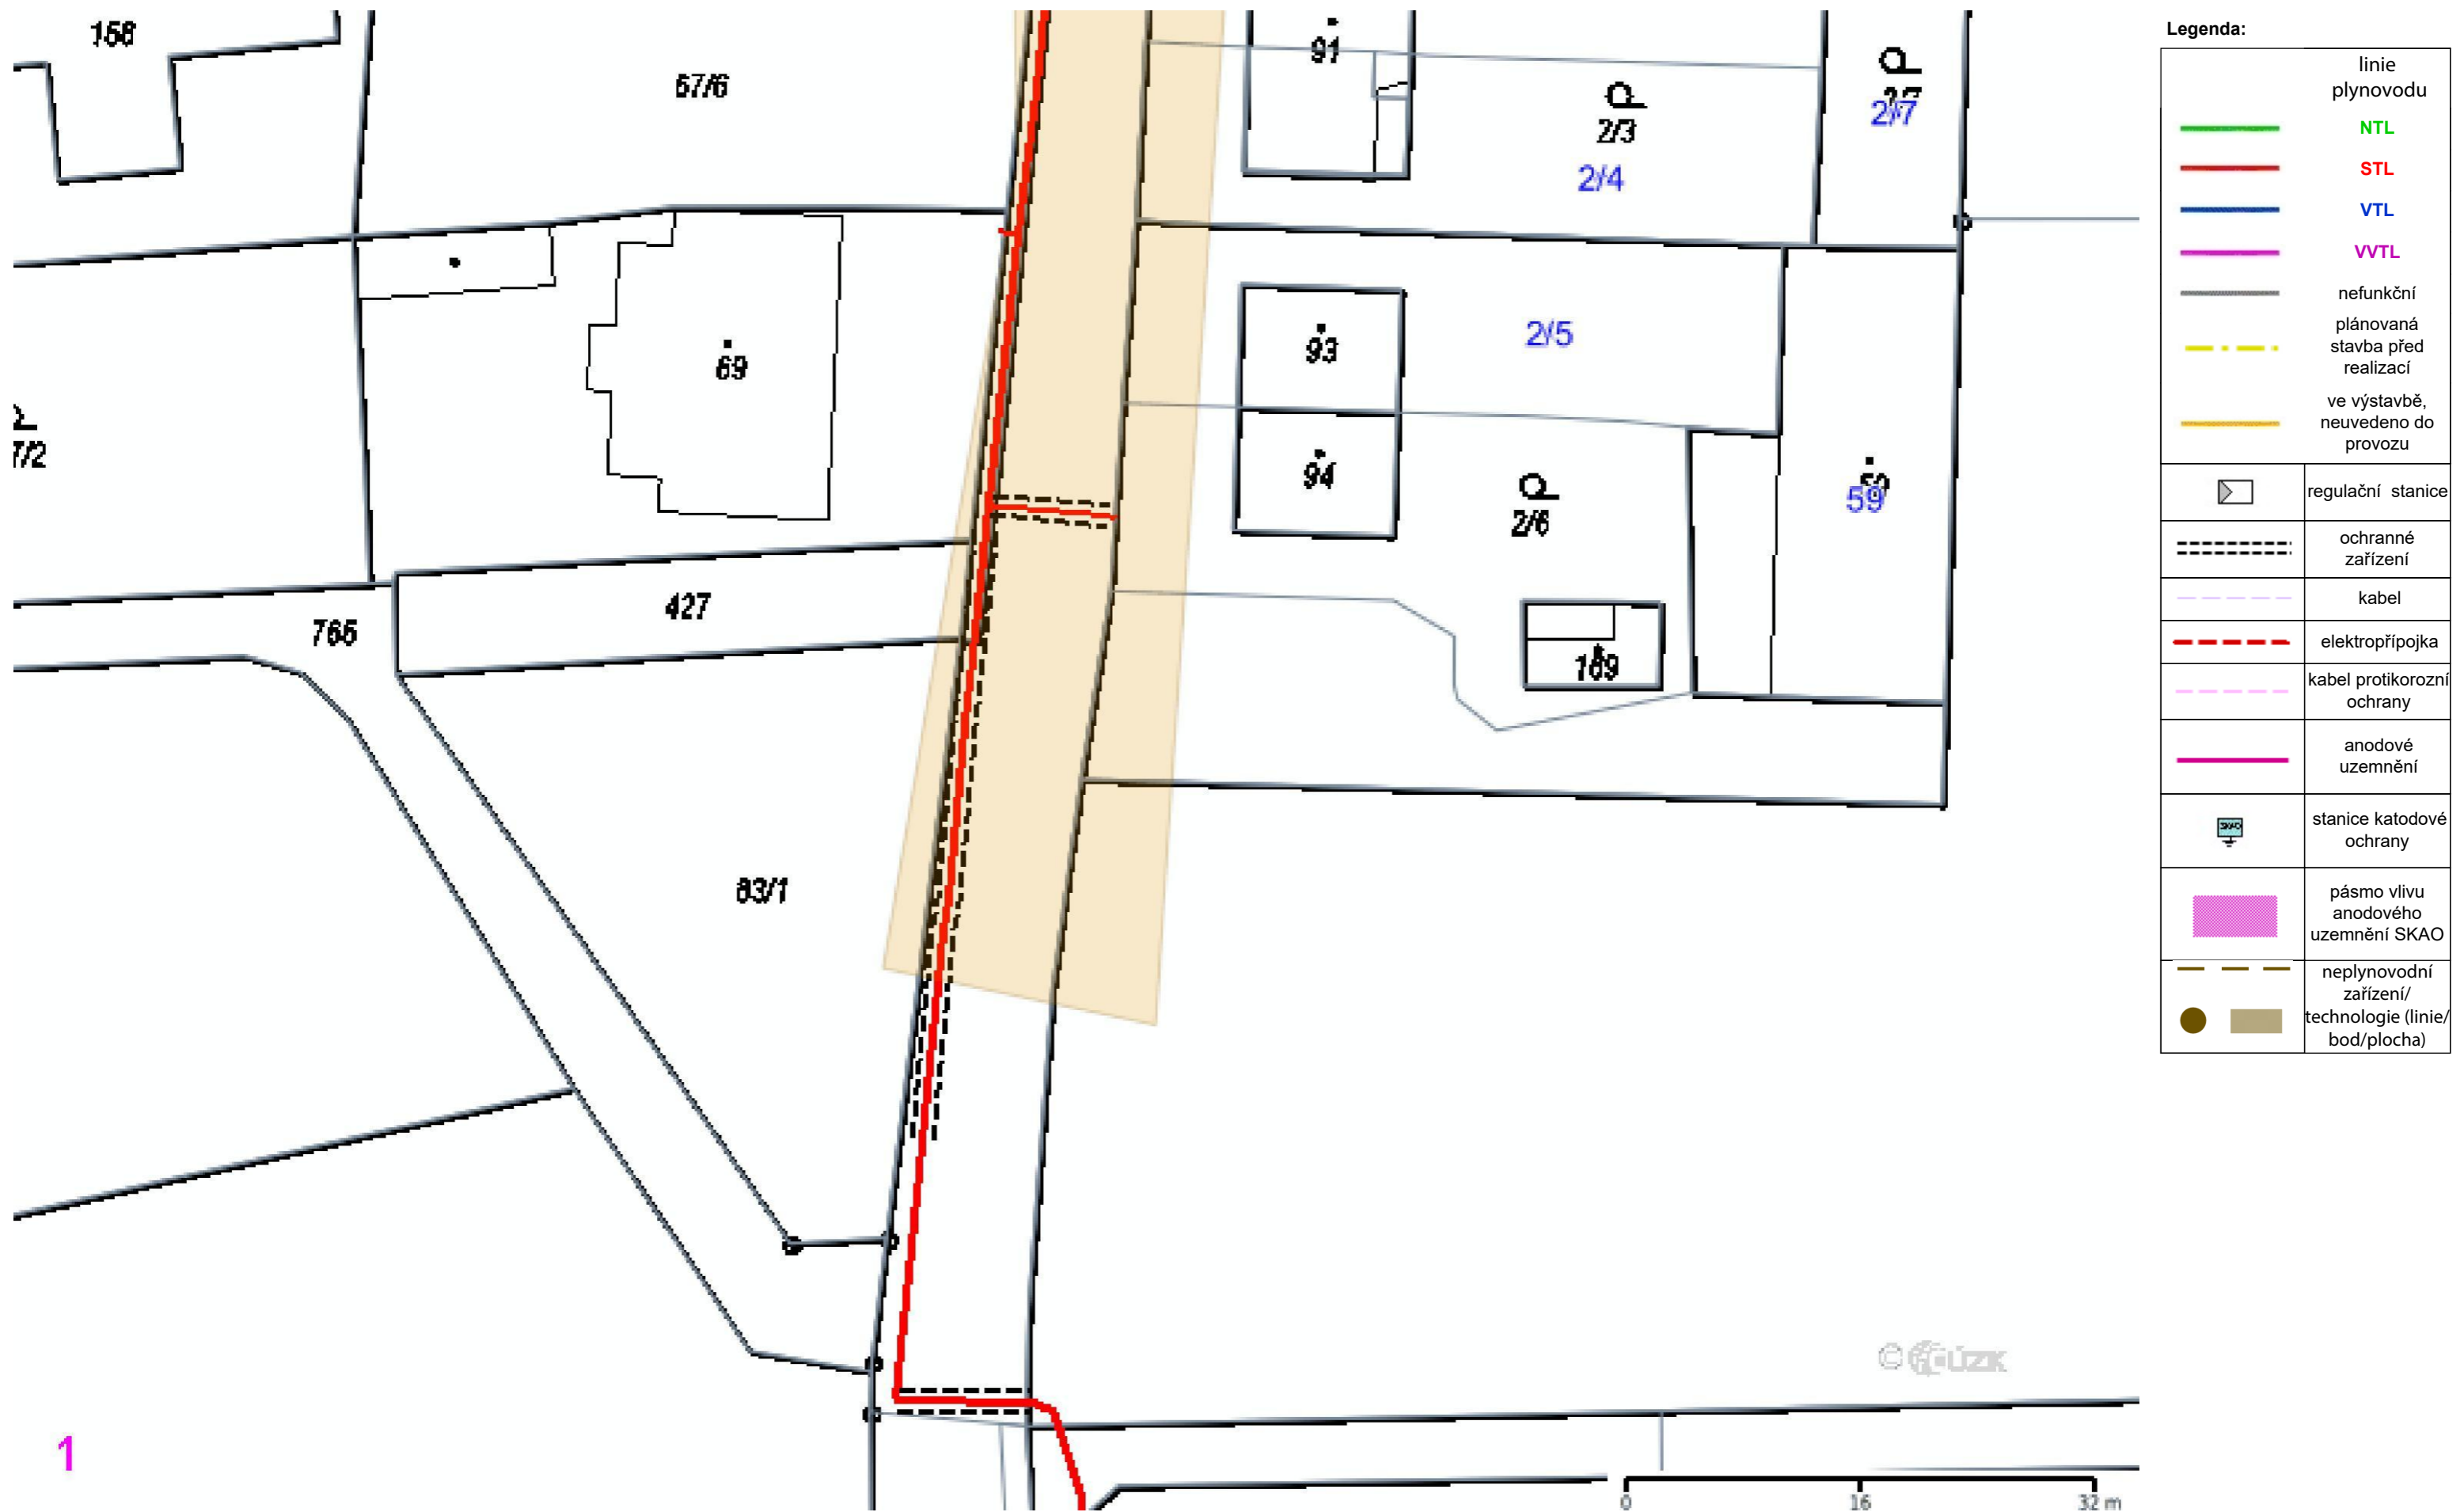 158
91
2/3
2/7
2/4
57/6
69
93
2/5
94
2/6
59
7/2
427
765
169
83/1
1
© ČÚZK
0 16 32 m
Legenda:
linie
plynovodu
NTL
STL
VTL
VVTL
nefunkční
plánovaná
stavba před
realizací
ve výstavbě,
neuvedeno do
provozu
regulační stanice
ochranné
zařízení
kabel
elektropřípojka
kabel protikorozní
ochrany
anodové
uzemnění
SKAO
stanice katodové
ochrany
pásmo vlivu
anodového
uzemnění SKAO
neplynovodní
zařízení/
technologie (linie/
bod/plocha)